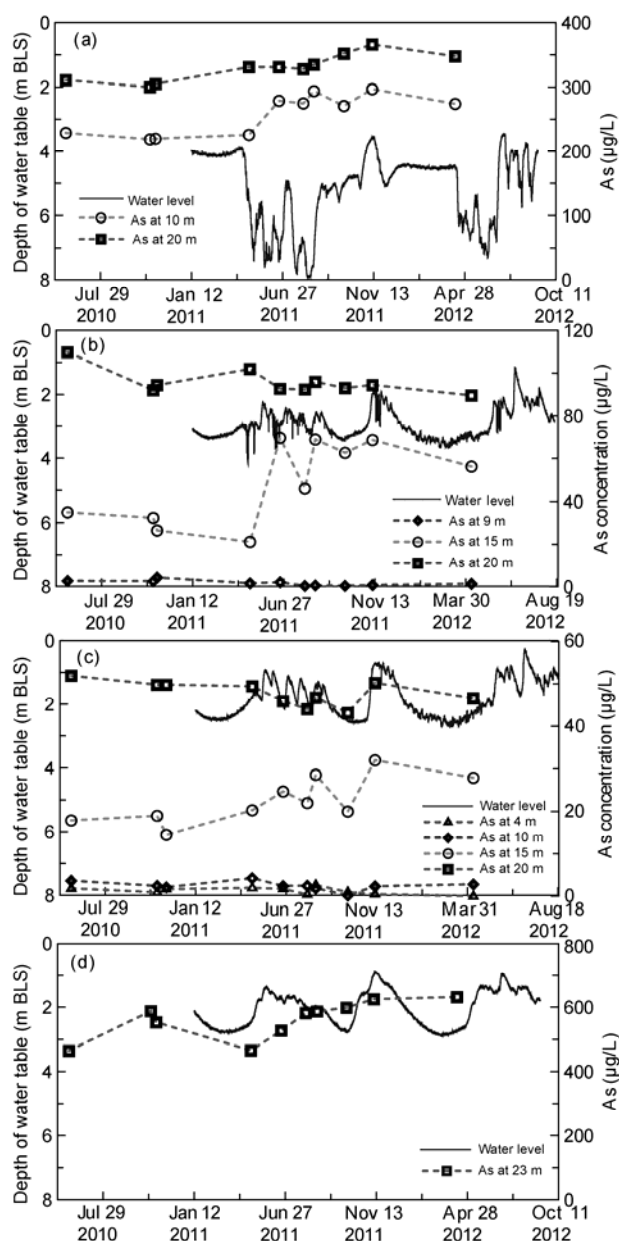 (a)
Depth of water table (m BLS)
0
2
4
6
8
As (µg/L)
400
300
200
100
0
Water level
As at 10 m
As at 20 m
Jul 29 Jan 12 Jun 27 Nov 13 Apr 28 Oct 11
2010 2011 2011 2011 2012 2012
(b)
Depth of water table (m BLS)
0
2
4
6
8
As concentration (µg/L)
120
80
40
0
Water level
As at 9 m
As at 15 m
As at 20 m
Jul 29 Jan 12 Jun 27 Nov 13 Mar 30 Aug 19
2010 2011 2011 2011 2012 2012
(c)
Depth of water table (m BLS)
0
2
4
6
8
As concentration (µg/L)
60
40
20
0
Water level
As at 4 m
As at 10 m
As at 15 m
As at 20 m
Jul 29 Jan 12 Jun 27 Nov 13 Mar 31 Aug 18
2010 2011 2011 2011 2012 2012
(d)
Depth of water table (m BLS)
0
2
4
6
8
As (µg/L)
800
600
400
200
0
Water level
As at 23 m
Jul 29 Jan 12 Jun 27 Nov 13 Apr 28 Oct 11
2010 2011 2011 2011 2012 2012